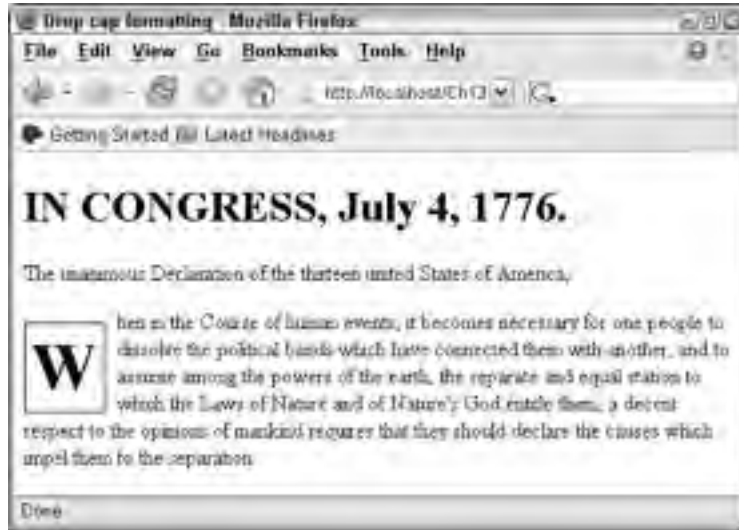 Drop cap formatting - Mozilla Firefox
File Edit View Go Bookmarks Tools Help
http://localhost/Ch13
Getting Started Latest Headlines
IN CONGRESS, July 4, 1776.
The unanimous Declaration of the thirteen united States of America,
When in the Course of human events, it becomes necessary for one people to
dissolve the political bands which have connected them with another, and to
assume among the powers of the earth, the separate and equal station to
which the Laws of Nature and of Nature's God entitle them, a decent
respect to the opinions of mankind requires that they should declare the causes which
impel them to the separation
Done